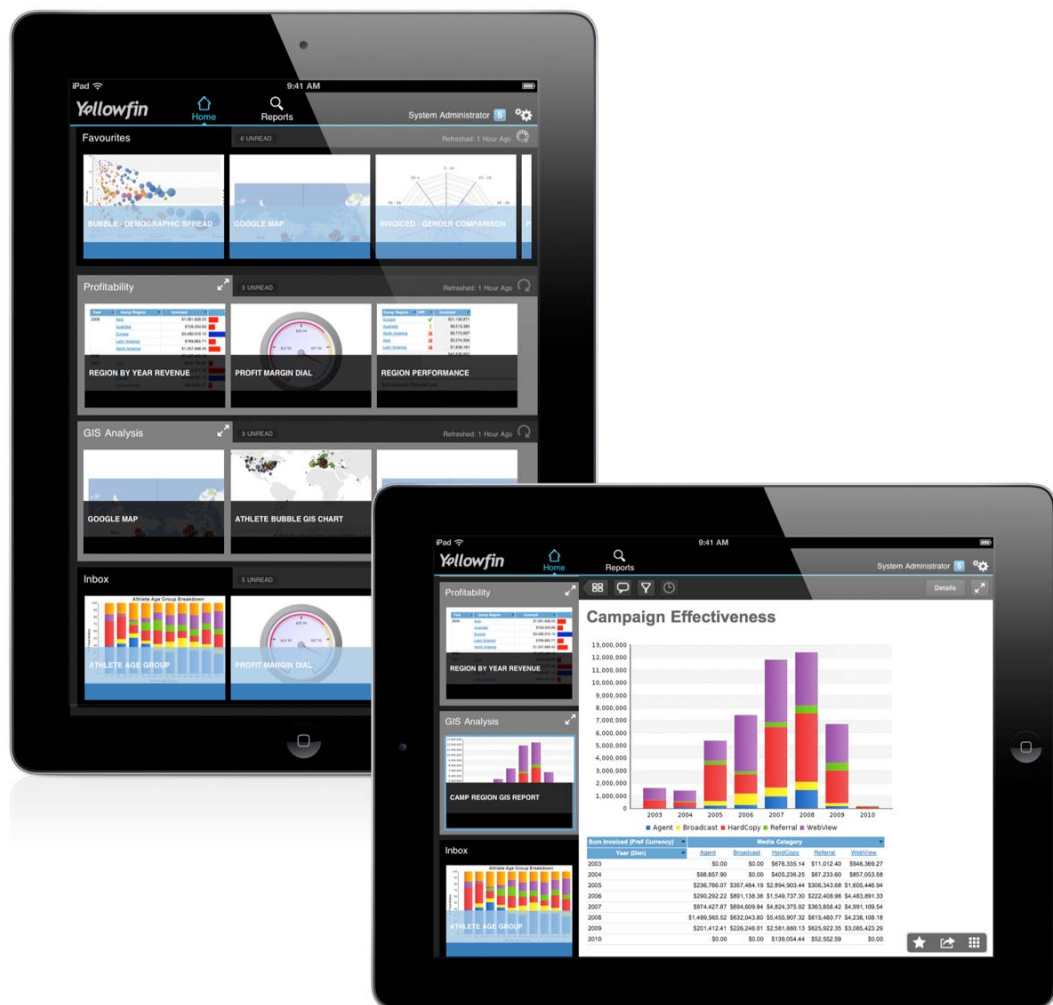 iPad
9:41 AM
Yellowfin
Home
Reports
System Administrator 5
Favourites
6 UNREAD
Refreshed: 1 Hour Ago
BUBBLE - DEMOGRAPHIC SPREAD
GOOGLE MAP
INVOICED - GENDER COMPARISON
Profitability
3 UNREAD
Refreshed: 1 Hour Ago
REGION BY YEAR REVENUE
PROFIT MARGIN DIAL
REGION PERFORMANCE
GIS Analysis
3 UNREAD
Refreshed: 1 Hour Ago
GOOGLE MAP
ATHLETE BUBBLE GIS CHART
Inbox
5 UNREAD
Athlete Age Group Breakdown
ATHLETE AGE GROUP
PROFIT MARGIN DIAL
iPad
9:41 AM
Yellowfin
Home
Reports
System Administrator 5
Profitability
REGION BY YEAR REVENUE
GIS Analysis
CAMP REGION GIS REPORT
Inbox
Athlete Age Group Breakdown
ATHLETE AGE GROUP
Details
Campaign Effectiveness
13,000,000
12,000,000
11,000,000
10,000,000
9,000,000
8,000,000
7,000,000
6,000,000
5,000,000
4,000,000
3,000,000
2,000,000
1,000,000
0
2003 2004 2005 2006 2007 2008 2009 2010
Agent Broadcast HardCopy Referral WebView
Sum Invoiced (Pref Currency) Media Category
Year (Dim) Agent Broadcast HardCopy Referral WebView
2003 $0.00 $0.00 $676,335.14 $11,012.40 $946,369.27
2004 $98,857.90 $0.00 $405,238.25 $67,233.60 $857,053.58
2005 $238,786.07 $357,484.19 $2,894,903.44 $306,343.68 $1,605,446.94
2006 $290,292.22 $891,138.36 $1,549,737.30 $222,408.96 $4,483,891.33
2007 $974,427.87 $694,609.94 $4,824,375.92 $363,856.42 $4,991,109.54
2008 $1,489,565.52 $632,043.80 $5,455,907.32 $615,480.77 $4,238,108.18
2009 $201,412.41 $226,246.01 $2,581,680.13 $625,922.35 $3,085,423.29
2010 $0.00 $0.00 $139,054.44 $52,552.59 $0.00